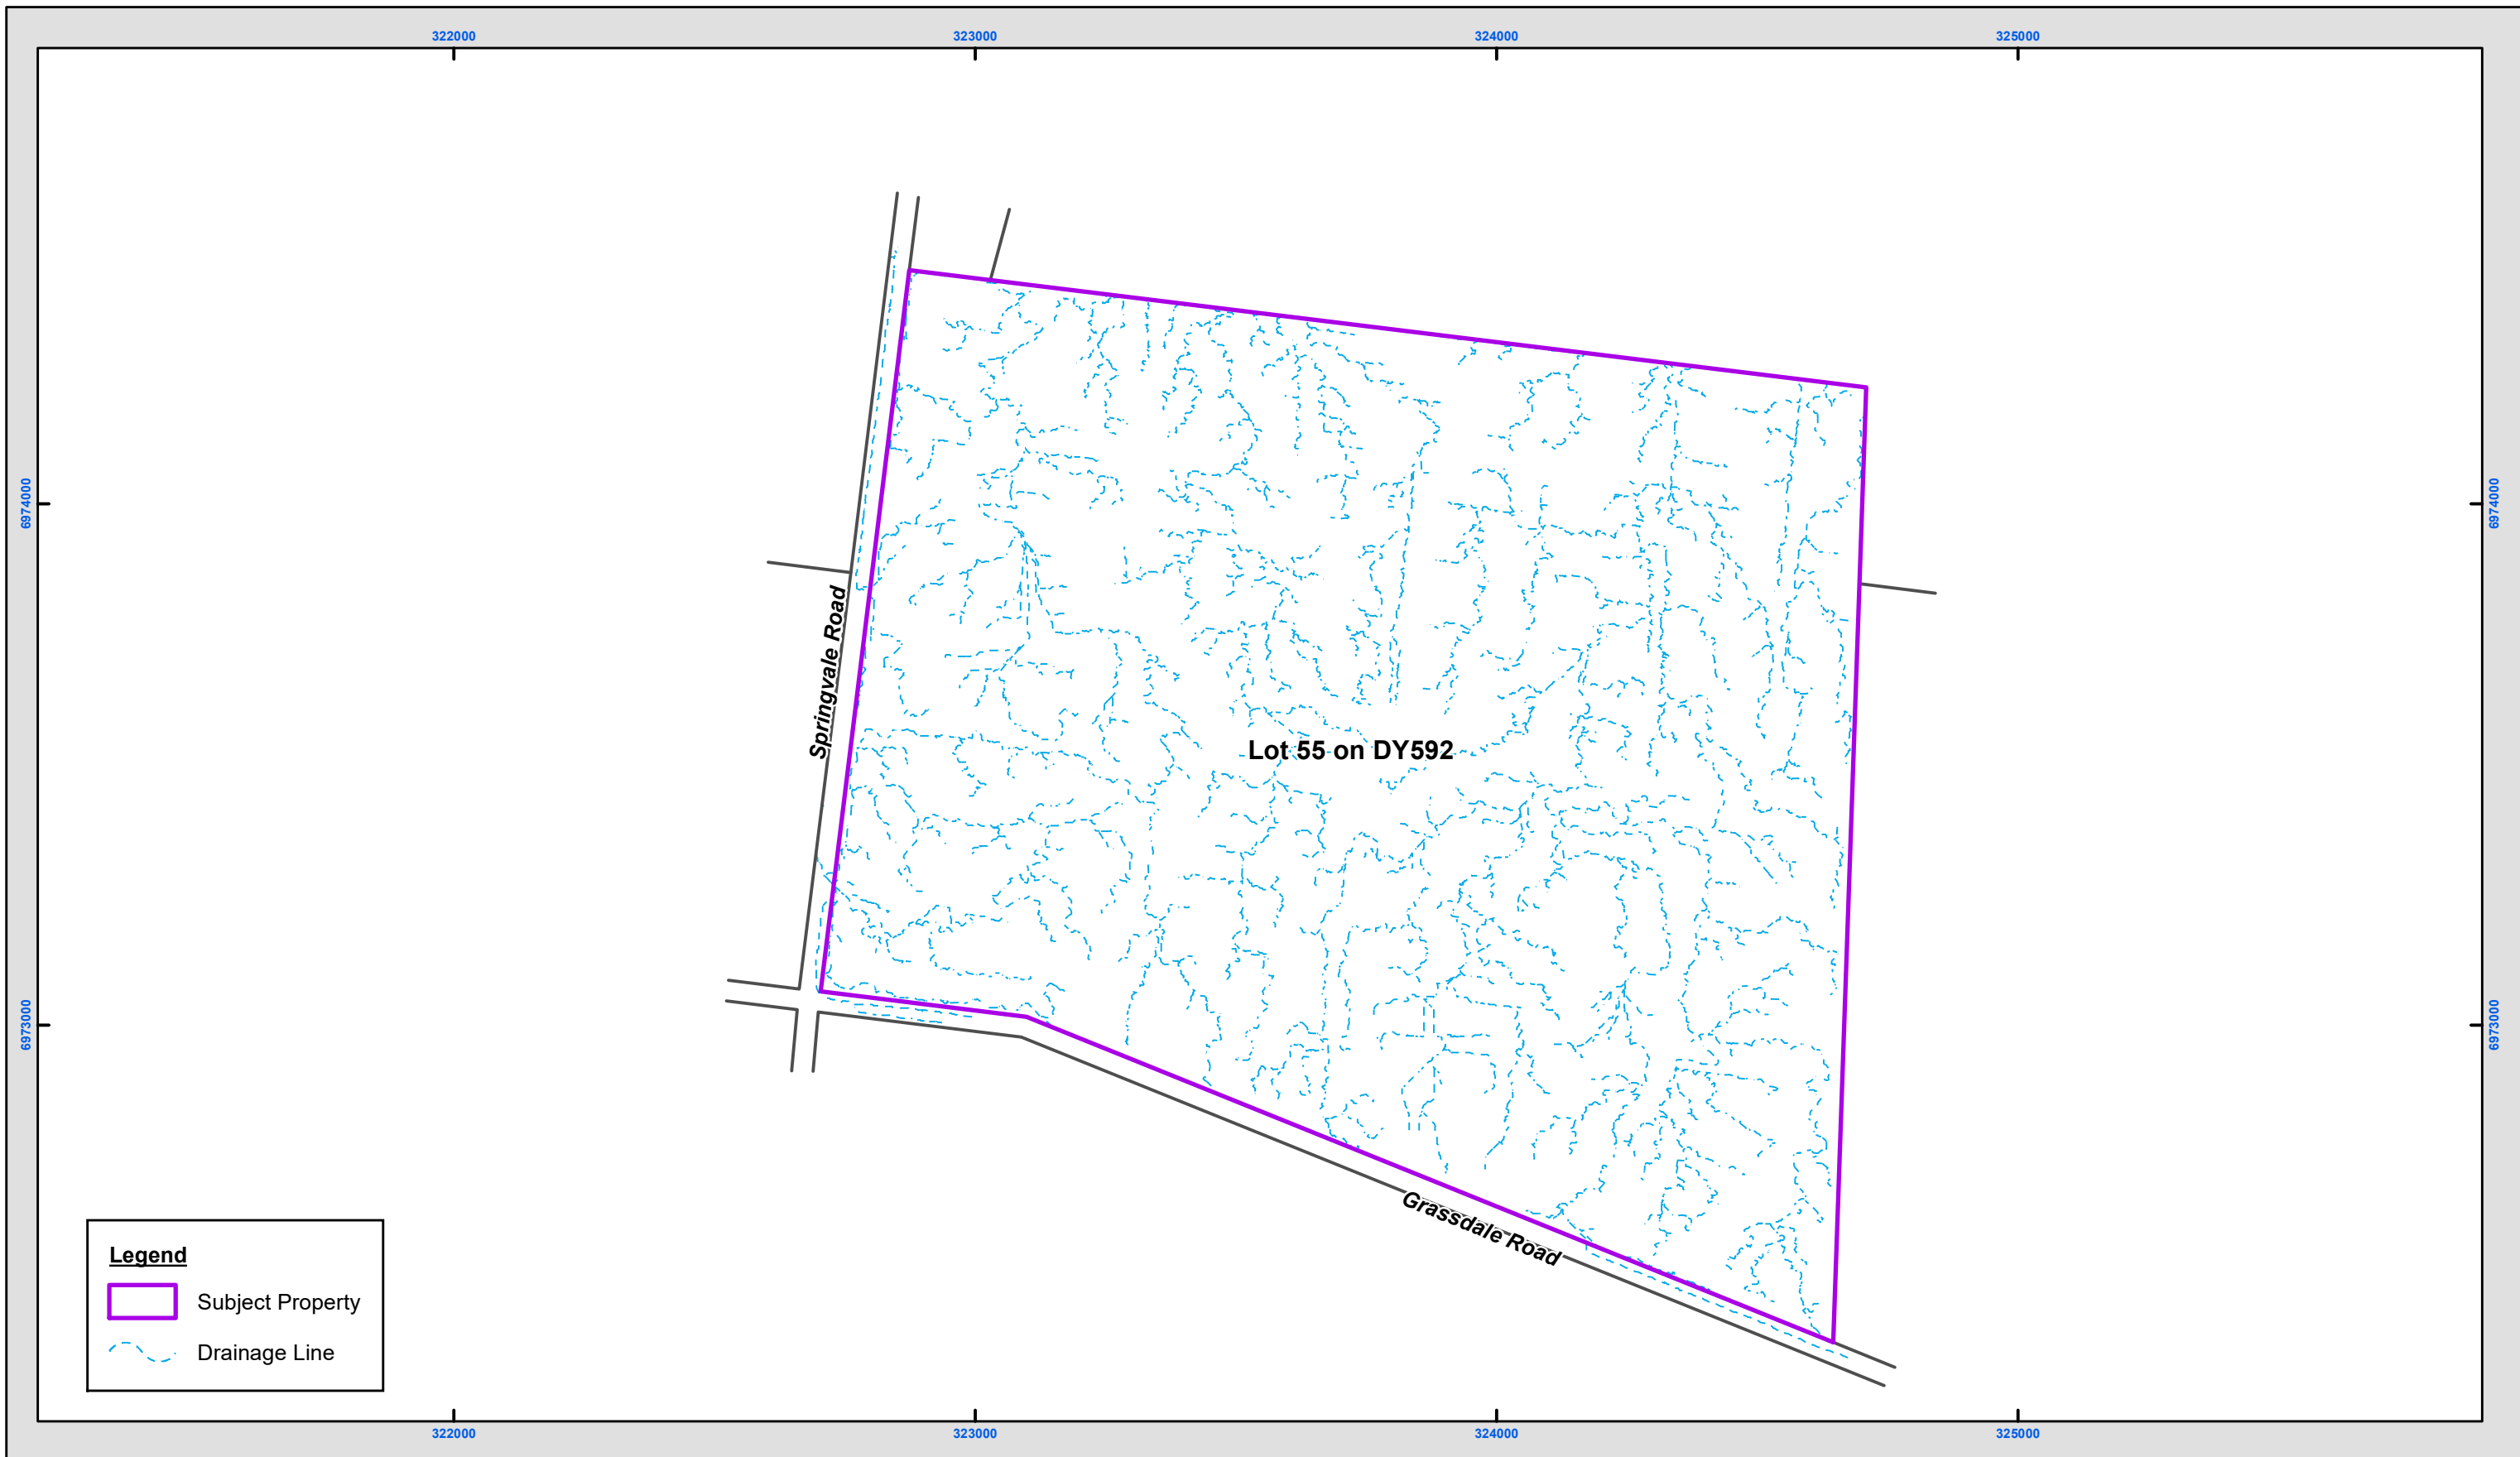 322000 323000 324000 325000
6974000 6974000
Springvale Road
Lot 55 on DY592
6973000 6973000
Grassdale Road
Legend
Subject Property
Drainage Line
322000 323000 324000 325000